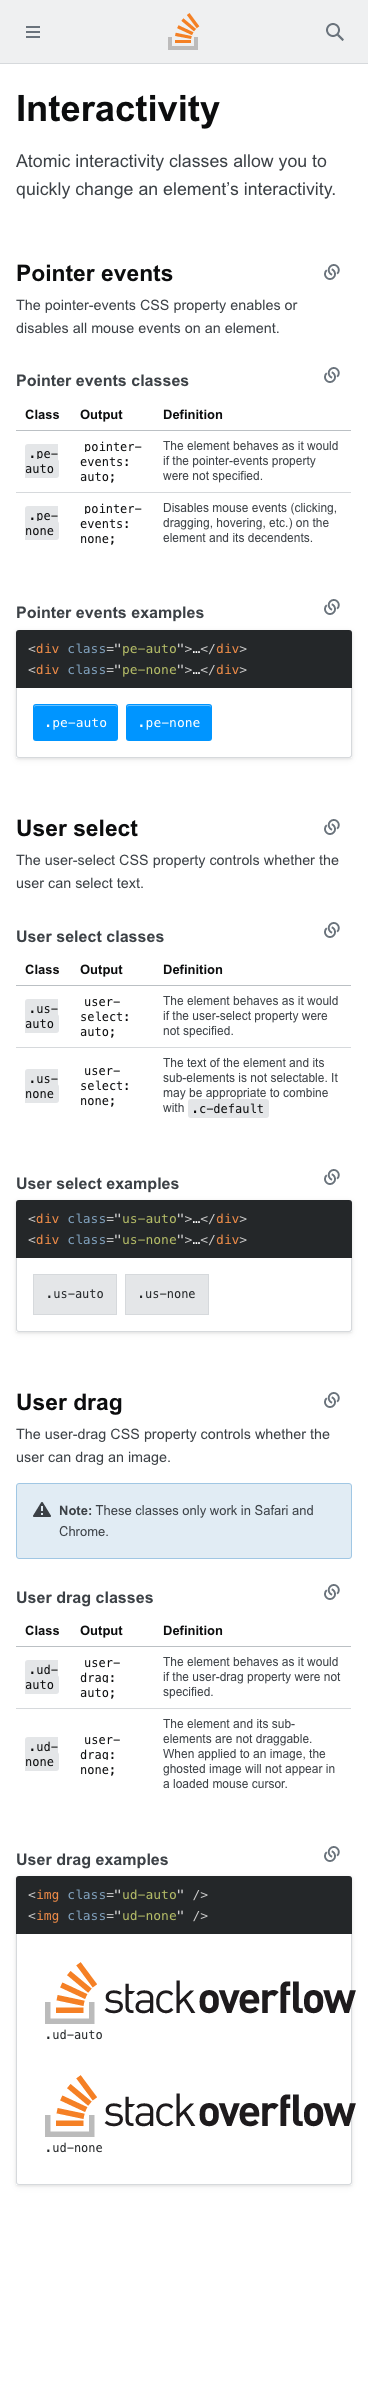 Interactivity
Atomic interactivity classes allow you to
quickly change an element’s interactivity.
Pointer events
The pointer-events CSS property enables or
disables all mouse events on an element.
Pointer events classes
Class Output Definition
.pe-auto pointer-events: auto; The element behaves as it would if the pointer-events property were not specified.
.pe-none pointer-events: none; Disables mouse events (clicking, dragging, hovering, etc.) on the element and its decendents.
Pointer events examples
<div class="pe-auto">…</div>
<div class="pe-none">…</div>
.pe-auto .pe-none
User select
The user-select CSS property controls whether the
user can select text.
User select classes
Class Output Definition
.us-auto user-select: auto; The element behaves as it would if the user-select property were not specified.
.us-none user-select: none; The text of the element and its sub-elements is not selectable. It may be appropriate to combine with .c-default
User select examples
<div class="us-auto">…</div>
<div class="us-none">…</div>
.us-auto .us-none
User drag
The user-drag CSS property controls whether the
user can drag an image.
Note: These classes only work in Safari and
Chrome.
User drag classes
Class Output Definition
.ud-auto user-drag: auto; The element behaves as it would if the user-drag property were not specified.
.ud-none user-drag: none; The element and its sub-elements are not draggable. When applied to an image, the ghosted image will not appear in a loaded mouse cursor.
User drag examples
<img class="ud-auto" />
<img class="ud-none" />
stackoverflow
.ud-auto
stackoverflow
.ud-none